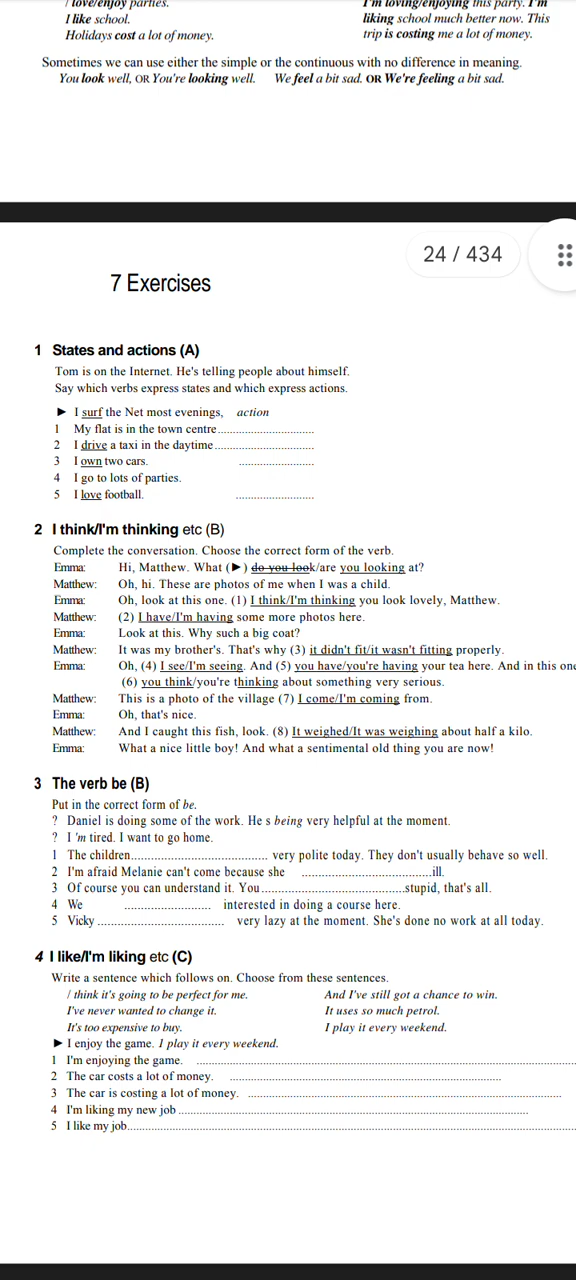 I love/enjoy parties.
I'm loving/enjoying this party. I'm
I like school.
liking school much better now. This
Holidays cost a lot of money.
trip is costing me a lot of money.
Sometimes we can use either the simple or the continuous with no difference in meaning.
You look well, OR You're looking well. We feel a bit sad. OR We're feeling a bit sad.
24 / 434
7 Exercises
1 States and actions (A)
Tom is on the Internet. He's telling people about himself.
Say which verbs express states and which express actions.
► I surf the Net most evenings, action
1 My flat is in the town centre...............................
2 I drive a taxi in the daytime................................
3 I own two cars. ........................
4 I go to lots of parties.
5 I love football. .........................
2 I think/I'm thinking etc (B)
Complete the conversation. Choose the correct form of the verb.
Emma: Hi, Matthew. What (►) do you look/are you looking at?
Matthew: Oh, hi. These are photos of me when I was a child.
Emma: Oh, look at this one. (1) I think/I'm thinking you look lovely, Matthew.
Matthew: (2) I have/I'm having some more photos here.
Emma: Look at this. Why such a big coat?
Matthew: It was my brother's. That's why (3) it didn't fit/it wasn't fitting properly.
Emma: Oh, (4) I see/I'm seeing. And (5) you have/you're having your tea here. And in this one
(6) you think/you're thinking about something very serious.
Matthew: This is a photo of the village (7) I come/I'm coming from.
Emma: Oh, that's nice.
Matthew: And I caught this fish, look. (8) It weighed/It was weighing about half a kilo.
Emma: What a nice little boy! And what a sentimental old thing you are now!
3 The verb be (B)
Put in the correct form of be.
? Daniel is doing some of the work. He s being very helpful at the moment.
? I 'm tired. I want to go home.
1 The children............................................ very polite today. They don't usually behave so well.
2 I'm afraid Melanie can't come because she ..........................................ill.
3 Of course you can understand it. You...............................................stupid, that's all.
4 We ............................ interested in doing a course here.
5 Vicky ......................................... very lazy at the moment. She's done no work at all today.
4 I like/I'm liking etc (C)
Write a sentence which follows on. Choose from these sentences.
I think it's going to be perfect for me. And I've still got a chance to win.
I've never wanted to change it. It uses so much petrol.
It's too expensive to buy. I play it every weekend.
► I enjoy the game. I play it every weekend.
1 I'm enjoying the game. ........................................................................
2 The car costs a lot of money. ........................................................................
3 The car is costing a lot of money. ........................................................................
4 I'm liking my new job ........................................................................
5 I like my job........................................................................